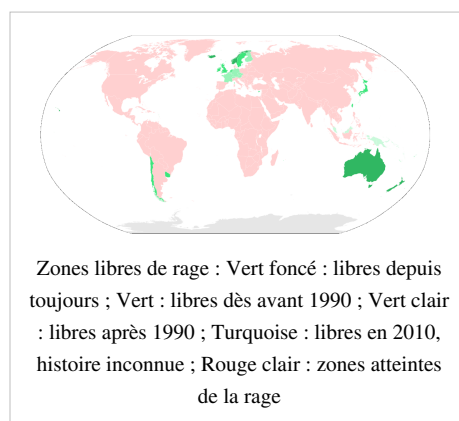 Zones libres de rage : Vert foncé : libres depuis
toujours ; Vert : libres dès avant 1990 ; Vert clair
: libres après 1990 ; Turquoise : libres en 2010,
histoire inconnue ; Rouge clair : zones atteintes
de la rage